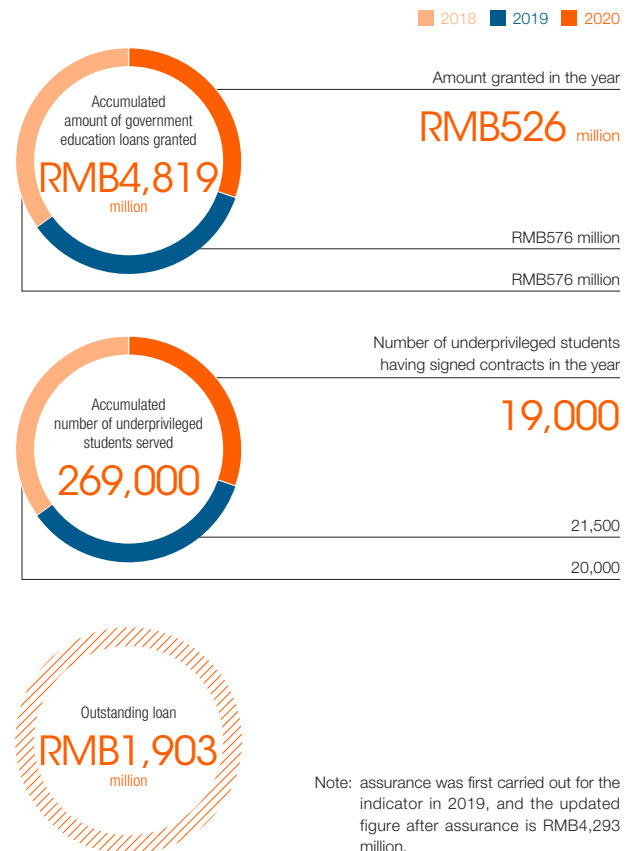 2018 2019 2020
Accumulated
amount of government
education loans granted
RMB4,819
million
Amount granted in the year
RMB526 million
RMB576 million
RMB576 million
Accumulated
number of underprivileged
students served
269,000
Number of underprivileged students
having signed contracts in the year
19,000
21,500
20,000
Outstanding loan
RMB1,903
million
Note: assurance was first carried out for the
indicator in 2019, and the updated
figure after assurance is RMB4,293
million.